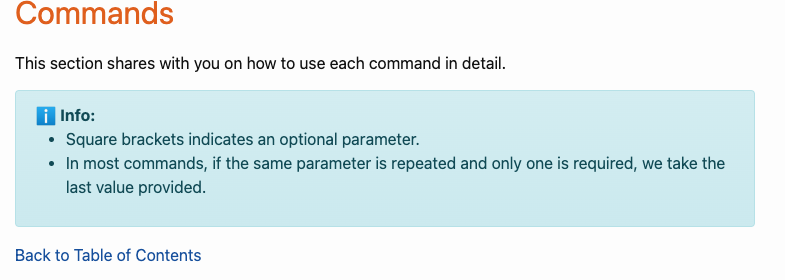 Commands
This section shares with you on how to use each command in detail.
ℹ️ Info:
• Square brackets indicates an optional parameter.
• In most commands, if the same parameter is repeated and only one is required, we take the
last value provided.
Back to Table of Contents